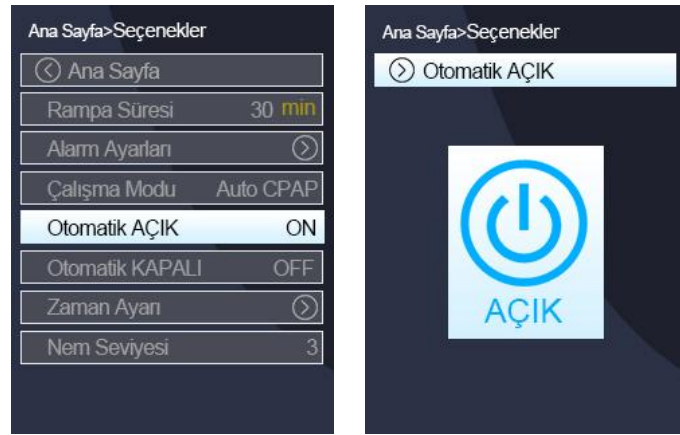 Ana Sayfa>Seçenekler
Ana Sayfa
Rampa Süresi 30 min
Alarm Ayarları
Çalışma Modu Auto CPAP
Otomatik AÇIK ON
Otomatik KAPALI OFF
Zaman Ayarı
Nem Seviyesi 3
Ana Sayfa>Seçenekler
Otomatik AÇIK
AÇIK